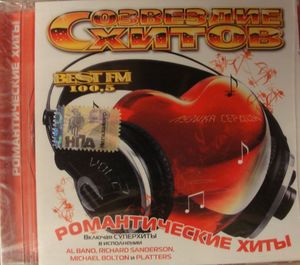 СОЗВЕЗДИЕ
ХИТОВ
BEST FM
100,5
РОМАНТИЧЕСКИЕ ХИТЫ
НПД
РОМАНТИЧЕСКИЕ ХИТЫ
Включая СУПЕРХИТЫ
в исполнении
AL BANO, RICHARD SANDERSON,
MICHAEL BOLTON и PLATTERS